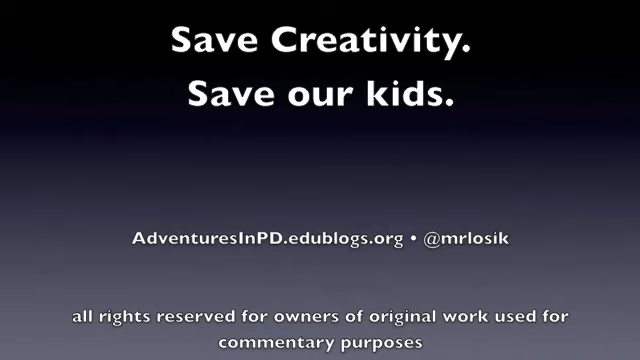 Save Creativity.
Save our kids.
AdventuresInPD.edublogs.org • @mrlosik
all rights reserved for owners of original work used for
commentary purposes